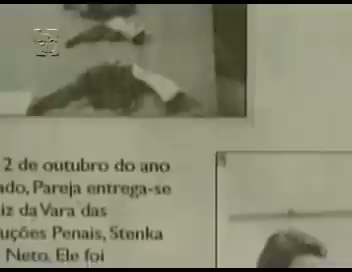 2 de outubro do ano
ado, Pareja entrega-se
iz da Vara das
uções Penais, Stenka
Neto. Ele foi